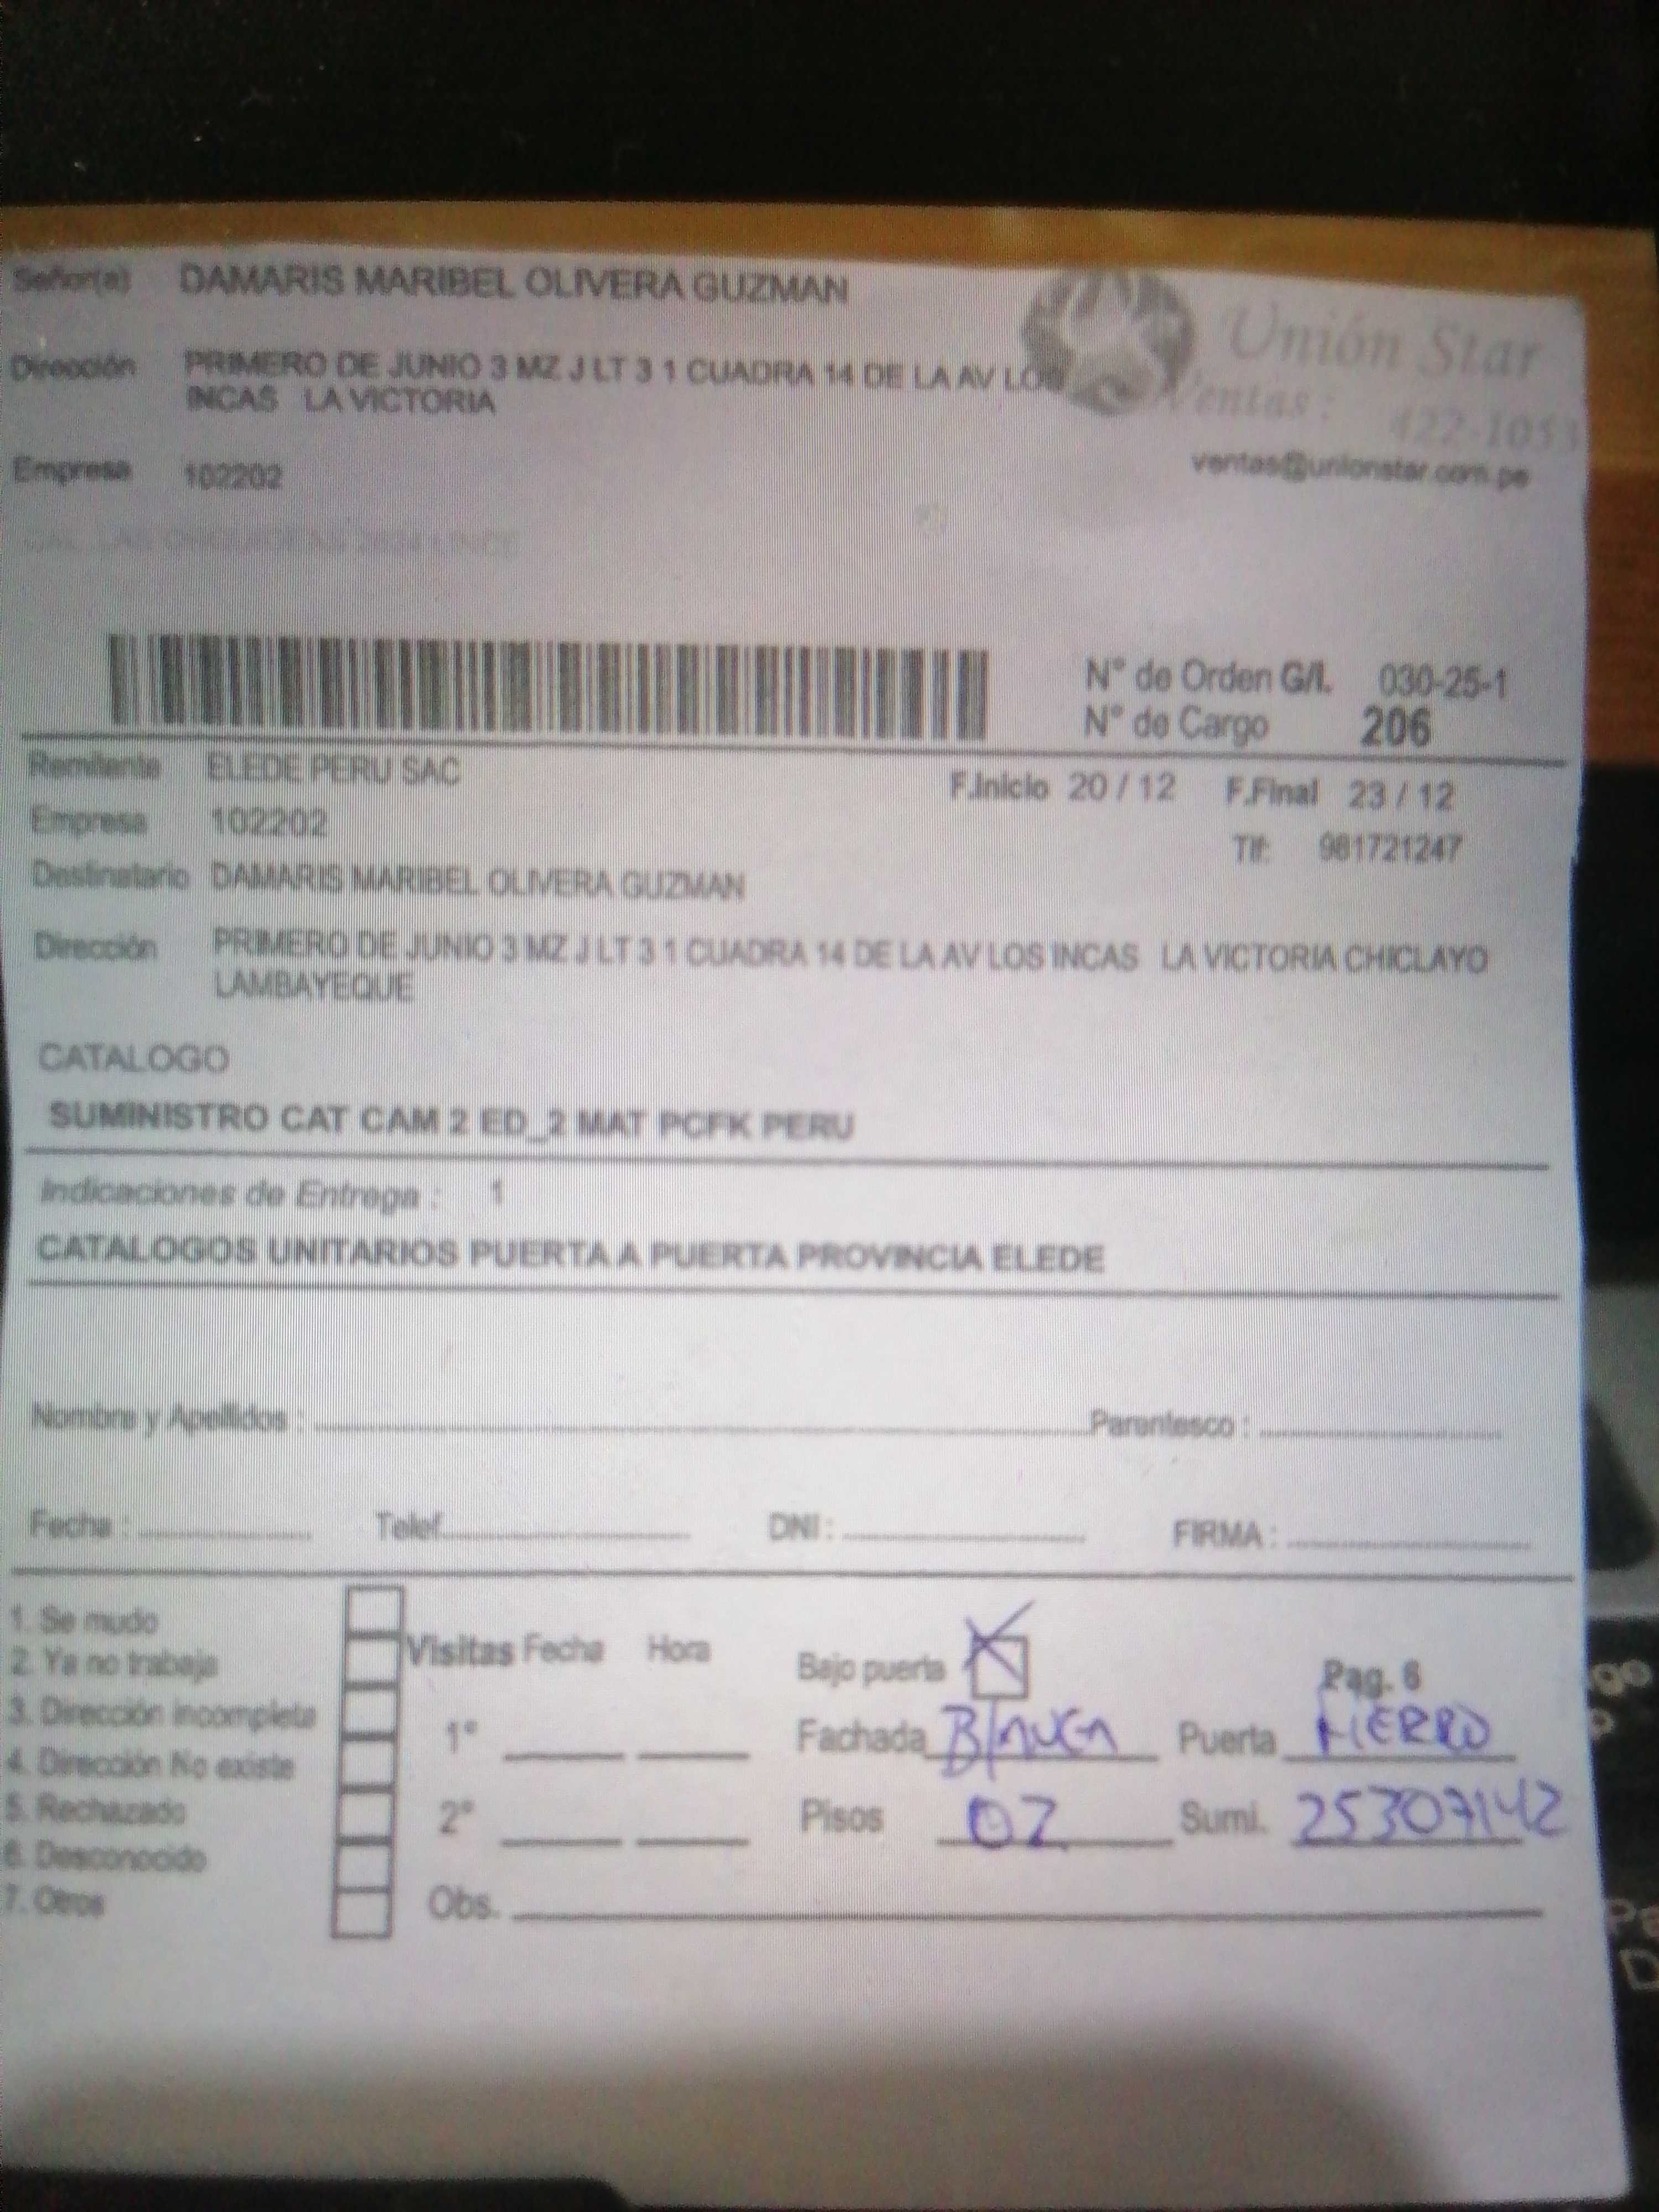 Señor(a) DAMARIS MARIBEL OLIVERA GUZMAN
Unión Star
Dirección PRIMERO DE JUNIO 3 MZ J LT 3 1 CUADRA 14 DE LA AV LOS
INCAS LA VICTORIA
Ventas: 422-1053
Empresa 102202
ventas@unionstar.com.pe
N° de Orden G/I. 030-25-1
N° de Cargo 206
Remitente ELEDE PERU SAC
F.Inicio 20 / 12 F.Final 23 / 12
Empresa 102202
Tlf: 981721247
Destinatario DAMARIS MARIBEL OLIVERA GUZMAN
Dirección PRIMERO DE JUNIO 3 MZ J LT 3 1 CUADRA 14 DE LA AV LOS INCAS LA VICTORIA CHICLAYO
LAMBAYEQUE
CATALOGO
SUMINISTRO CAT CAM 2 ED_2 MAT PCFK PERU
Indicaciones de Entrega : 1
CATALOGOS UNITARIOS PUERTA A PUERTA PROVINCIA ELEDE
Nombre y Apellidos : Parentesco :
Fecha : Telef. DNI : FIRMA :
1. Se mudo
2. Ya no trabaja
3. Dirección incompleta
4. Dirección No existe
5. Rechazado
6. Desconocido
7. Otros
Visitas Fecha Hora
1°
2°
Obs.
Bajo puerta Pag. 6
Fachada Blanca Puerta FIERRO
Pisos 02 Sumi. 25307142